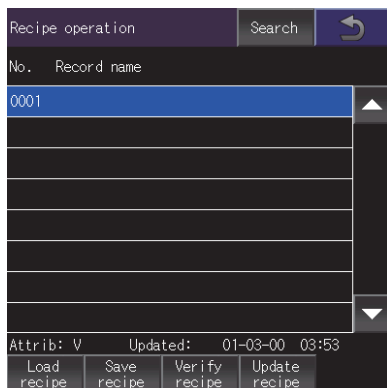 Recipe operation Search
No. Record name
0001
Attrib: V Updated: 01-03-00 03:53
Load recipe Save recipe Verify recipe Update recipe